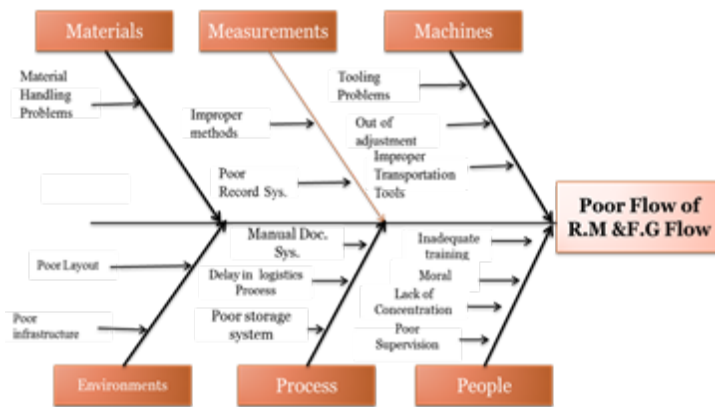 Materials
Measurements
Machines
Material
Handling
Problems
Improper
methods
Poor
Record Sys.
Tooling
Problems
Out of
adjustment
Improper
Transportation
Tools
Poor Flow of
R.M &F.G Flow
Poor Layout
Poor
infrastructure
Manual Doc.
Sys.
Delay in logistics
Process
Poor storage
system
Inadequate
training
Moral
Lack of
Concentration
Poor
Supervision
Environments
Process
People